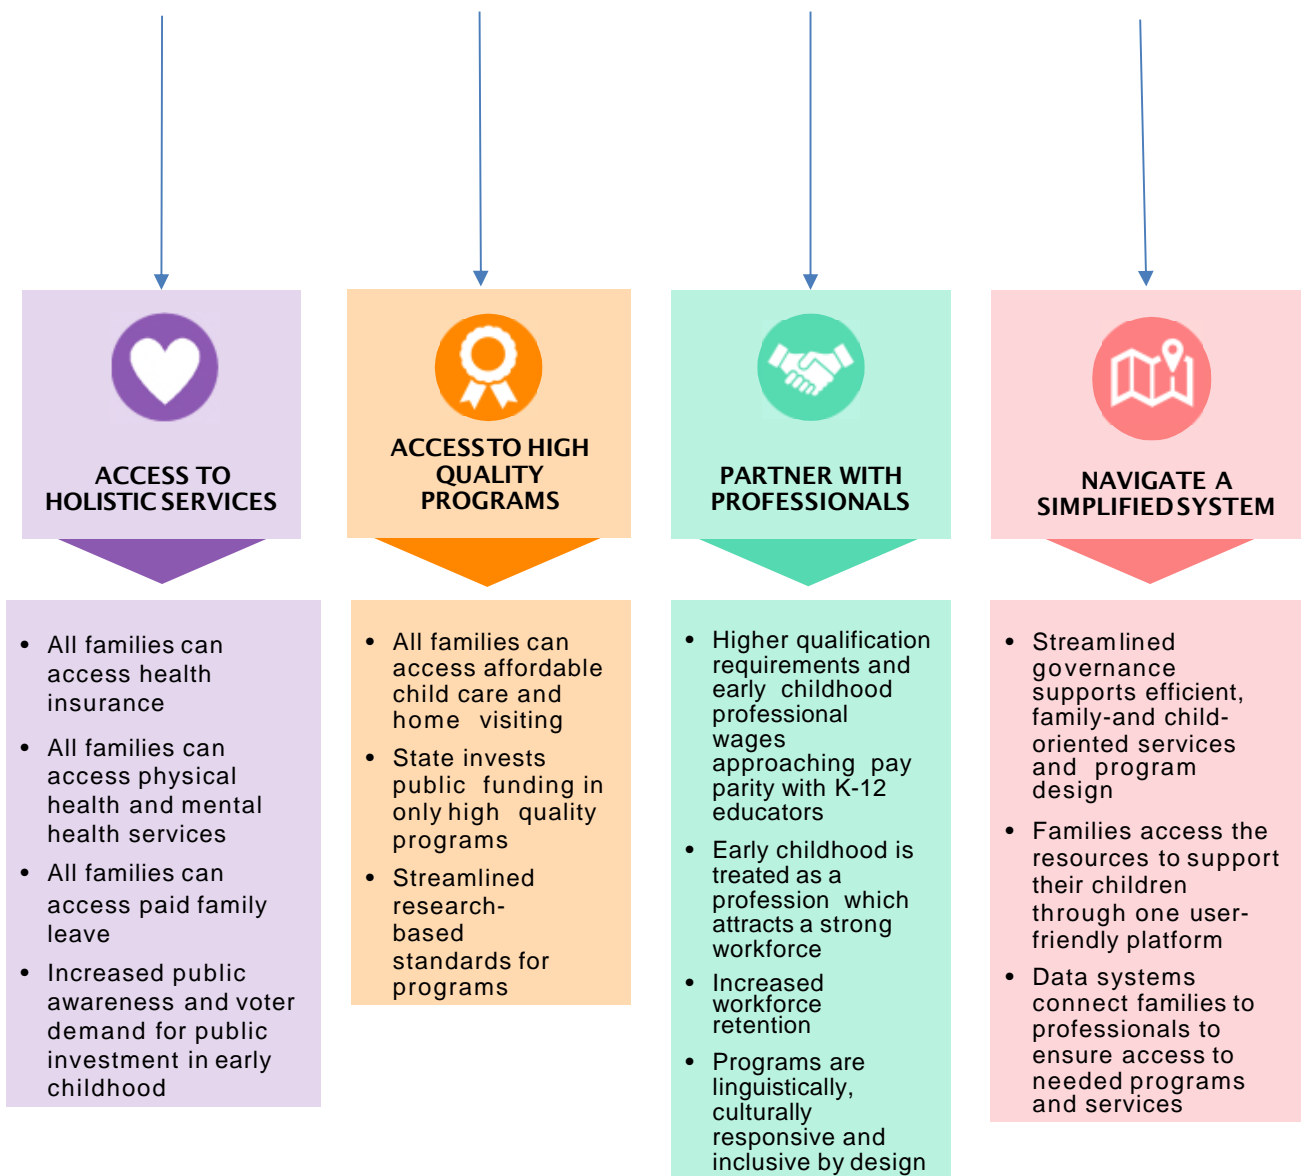 ACCESS TO
HOLISTIC SERVICES
ACCESS TO HIGH
QUALITY
PROGRAMS
PARTNER WITH
PROFESSIONALS
NAVIGATE A
SIMPLIFIED SYSTEM
• All families can
access health
insurance
• All families can
access physical
health and mental
health services
• All families can
access paid family
leave
• Increased public
awareness and voter
demand for public
investment in early
childhood
• All families can
access affordable
child care and
home visiting
• State invests
public funding in
only high quality
programs
• Streamlined
research-
based
standards for
programs
• Higher qualification
requirements and
early childhood
professional
wages
approaching pay
parity with K-12
educators
• Early childhood is
treated as a
profession which
attracts a strong
workforce
• Increased
workforce
retention
• Programs are
linguistically,
culturally
responsive and
inclusive by design
• Streamlined
governance
supports efficient,
family-and child-
oriented services
and program
design
• Families access the
resources to support
their children
through one user-
friendly platform
• Data systems
connect families to
professionals to
ensure access to
needed programs
and services